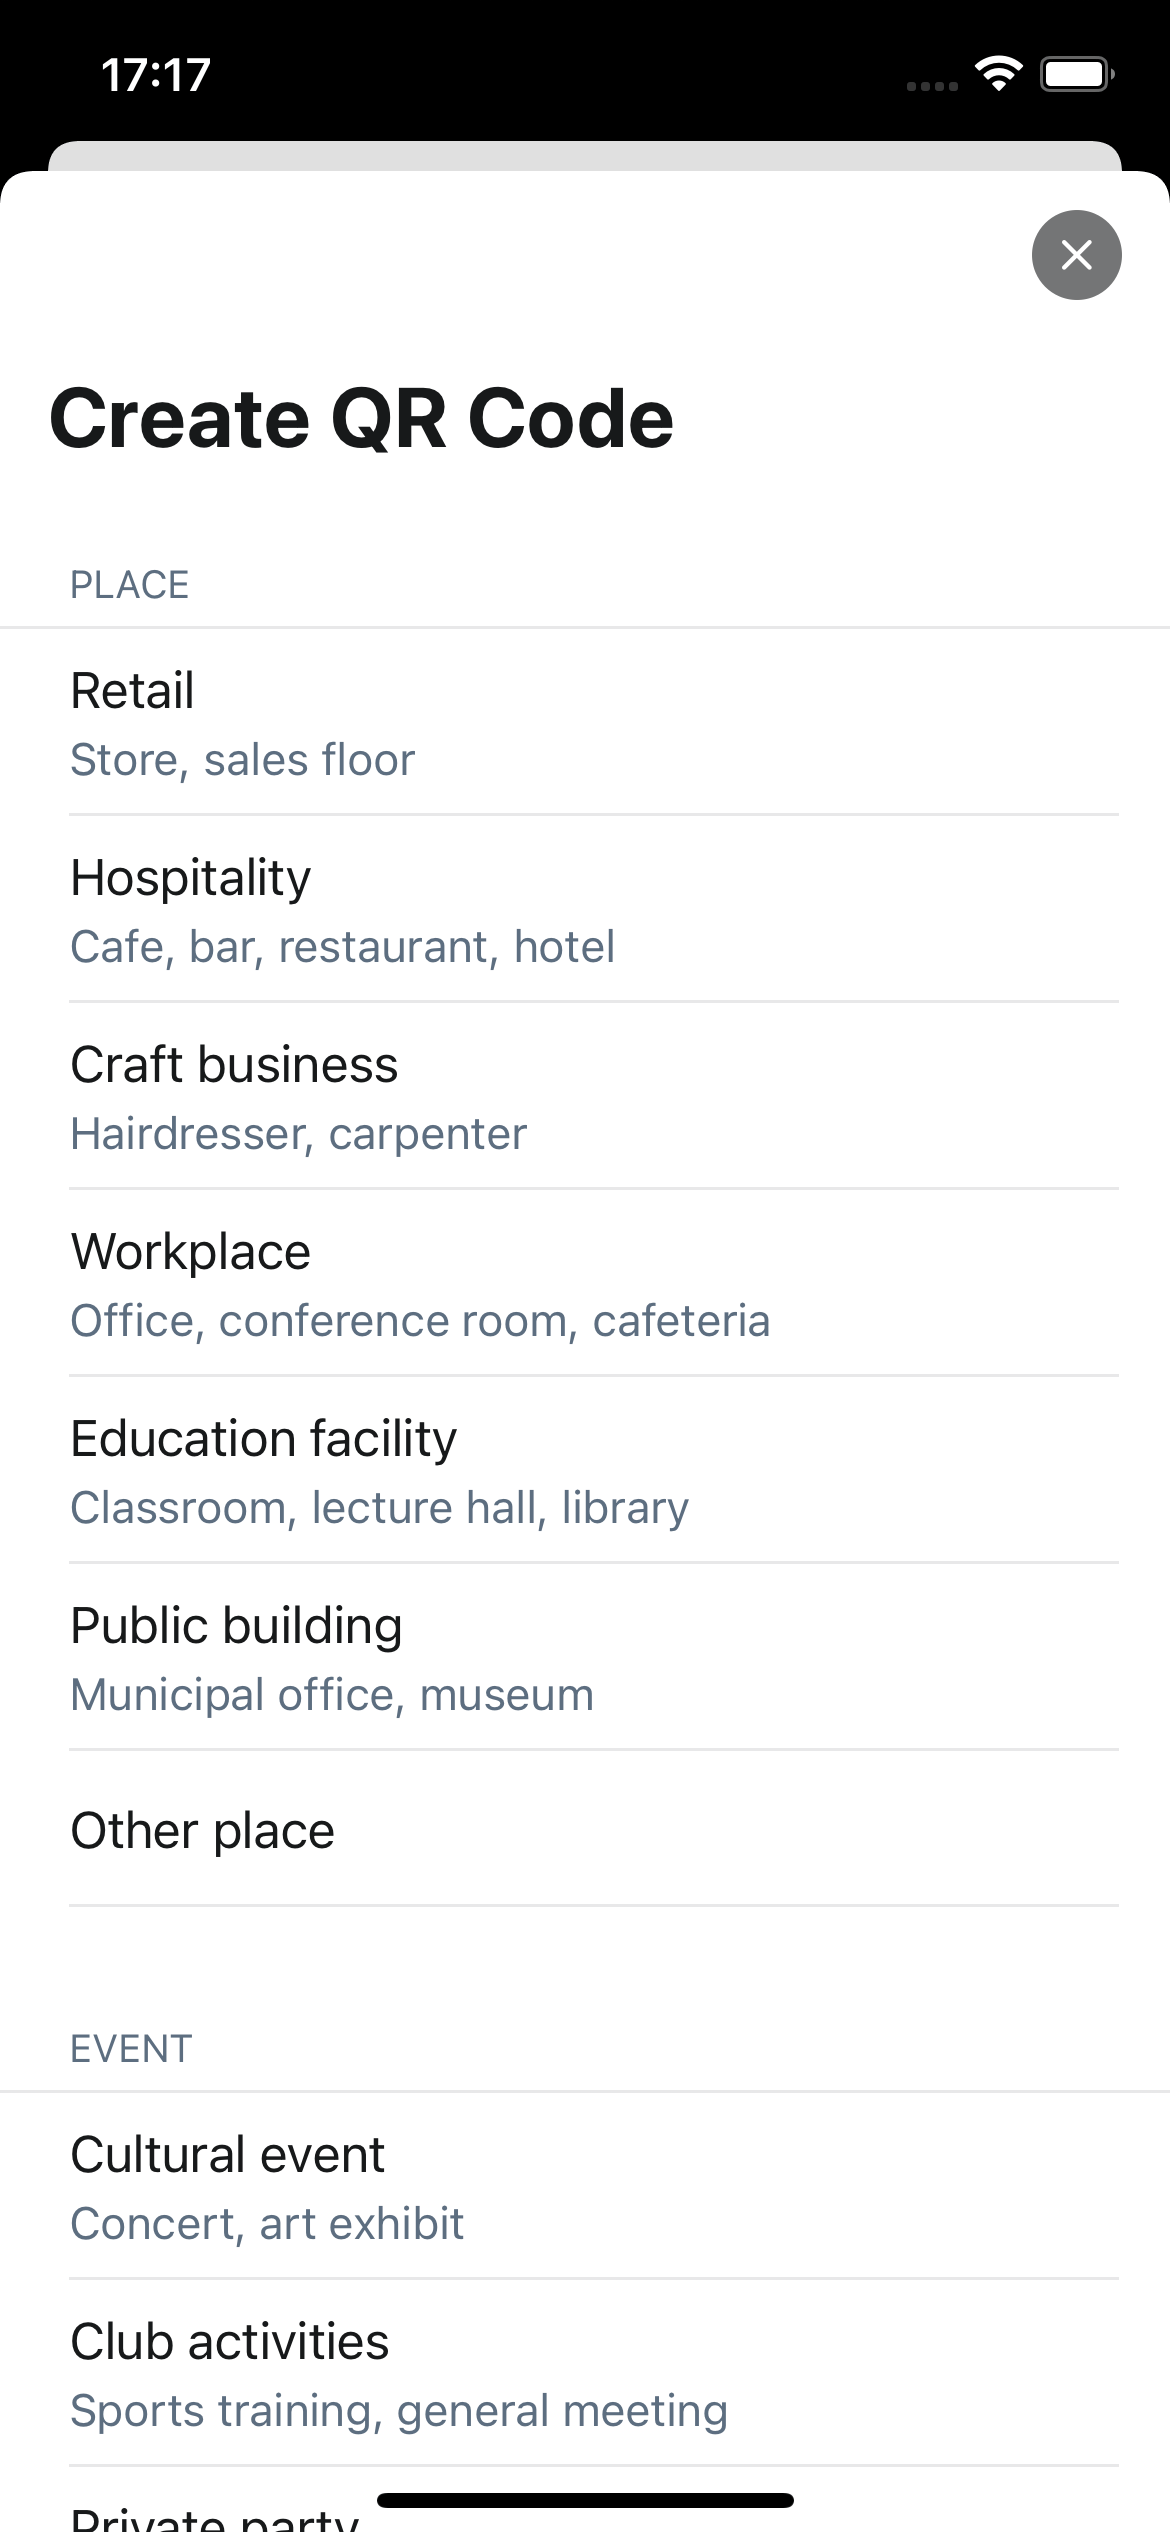 17:17
Create QR Code
PLACE
Retail
Store, sales floor
Hospitality
Cafe, bar, restaurant, hotel
Craft business
Hairdresser, carpenter
Workplace
Office, conference room, cafeteria
Education facility
Classroom, lecture hall, library
Public building
Municipal office, museum
Other place
EVENT
Cultural event
Concert, art exhibit
Club activities
Sports training, general meeting
Private party